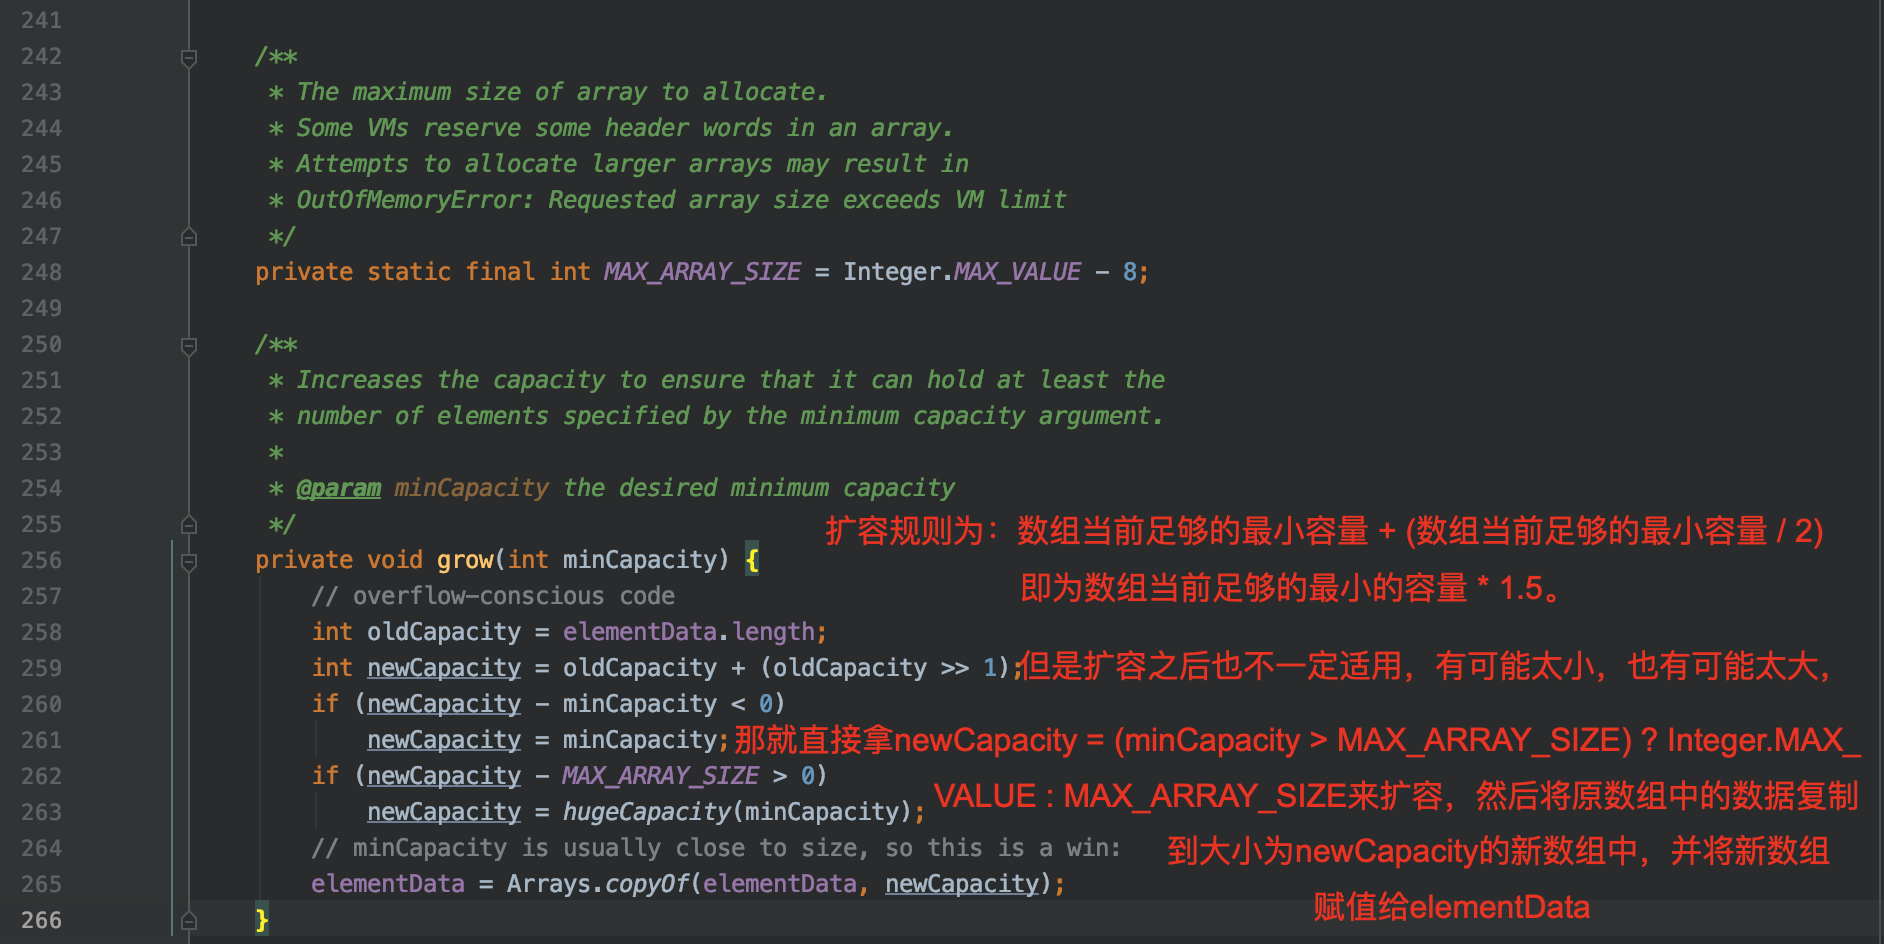 241
242 /**
243 * The maximum size of array to allocate.
244 * Some VMs reserve some header words in an array.
245 * Attempts to allocate larger arrays may result in
246 * OutOfMemoryError: Requested array size exceeds VM limit
247 */
248 private static final int MAX_ARRAY_SIZE = Integer.MAX_VALUE - 8;
249
250 /**
251 * Increases the capacity to ensure that it can hold at least the
252 * number of elements specified by the minimum capacity argument.
253 *
254 * @param minCapacity the desired minimum capacity
255 */
扩容规则为：数组当前足够的最小容量 + (数组当前足够的最小容量 / 2)
256 private void grow(int minCapacity) {
257 // overflow-conscious code
即为数组当前足够的最小的容量 * 1.5。
258 int oldCapacity = elementData.length;
259 int newCapacity = oldCapacity + (oldCapacity >> 1);
但是扩容之后也不一定适用，有可能太小，也有可能太大，
260 if (newCapacity - minCapacity < 0)
261 newCapacity = minCapacity;
那就直接拿newCapacity = (minCapacity > MAX_ARRAY_SIZE) ? Integer.MAX_
262 if (newCapacity - MAX_ARRAY_SIZE > 0)
VALUE : MAX_ARRAY_SIZE来扩容，然后将原数组中的数据复制
263 newCapacity = hugeCapacity(minCapacity);
264 // minCapacity is usually close to size, so this is a win:
到大小为newCapacity的新数组中，并将新数组
265 elementData = Arrays.copyOf(elementData, newCapacity);
赋值给elementData
266 }